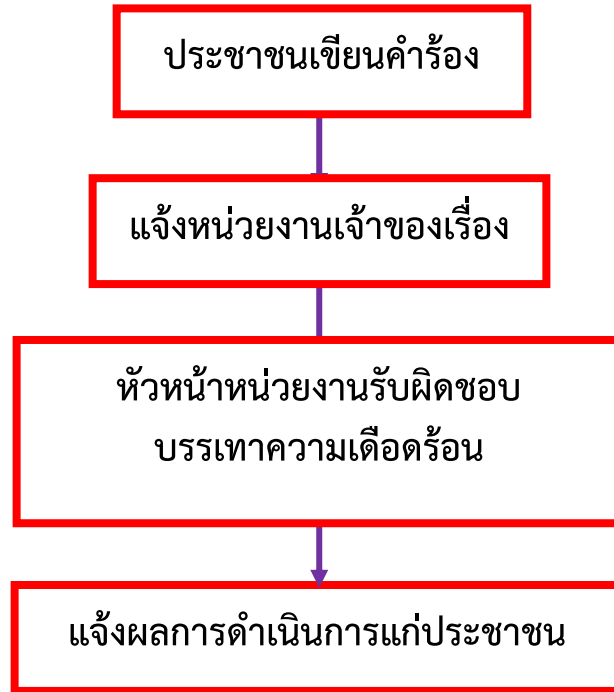 ประชาชนเขียนคำร้อง
แจ้งหน่วยงานเจ้าของเรื่อง
หัวหน้าหน่วยงานรับผิดชอบ
บรรเทาความเดือดร้อน
แจ้งผลการดำเนินการแก่ประชาชน